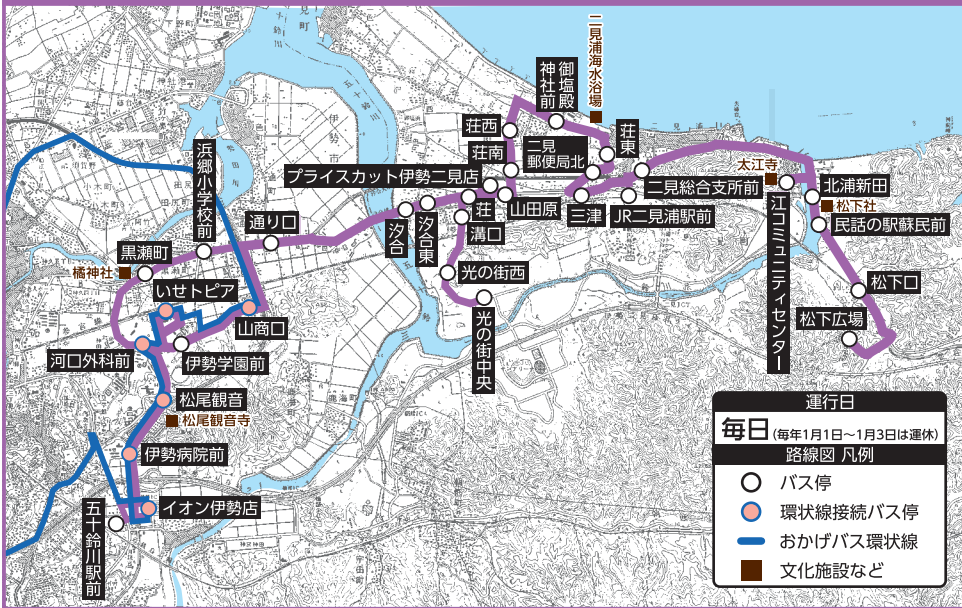 二見浦海水浴場
御塩殿
神社前
荘西
荘東
二見
郵便局北
荘南
プライスカット伊勢二見店
浜郷小学校前
通り口
汐合
汐合東
荘
溝口
山田原
三津
JR二見浦駅前
二見総合支所前
太江寺
江コミュニティセンター
北浦新田
松下社
民話の駅蘇民前
松下口
松下広場
黒瀬町
橘神社
いせトピア
山商口
光の街西
光の街中央
河口外科前
伊勢学園前
松尾観音
松尾観音寺
伊勢病院前
イオン伊勢店
五十鈴川駅前
五十鈴川
伊勢市
運行日
毎日(毎年1月1日～1月3日は運休)
路線図 凡例
バス停
環状線接続バス停
おかげバス環状線
文化施設など